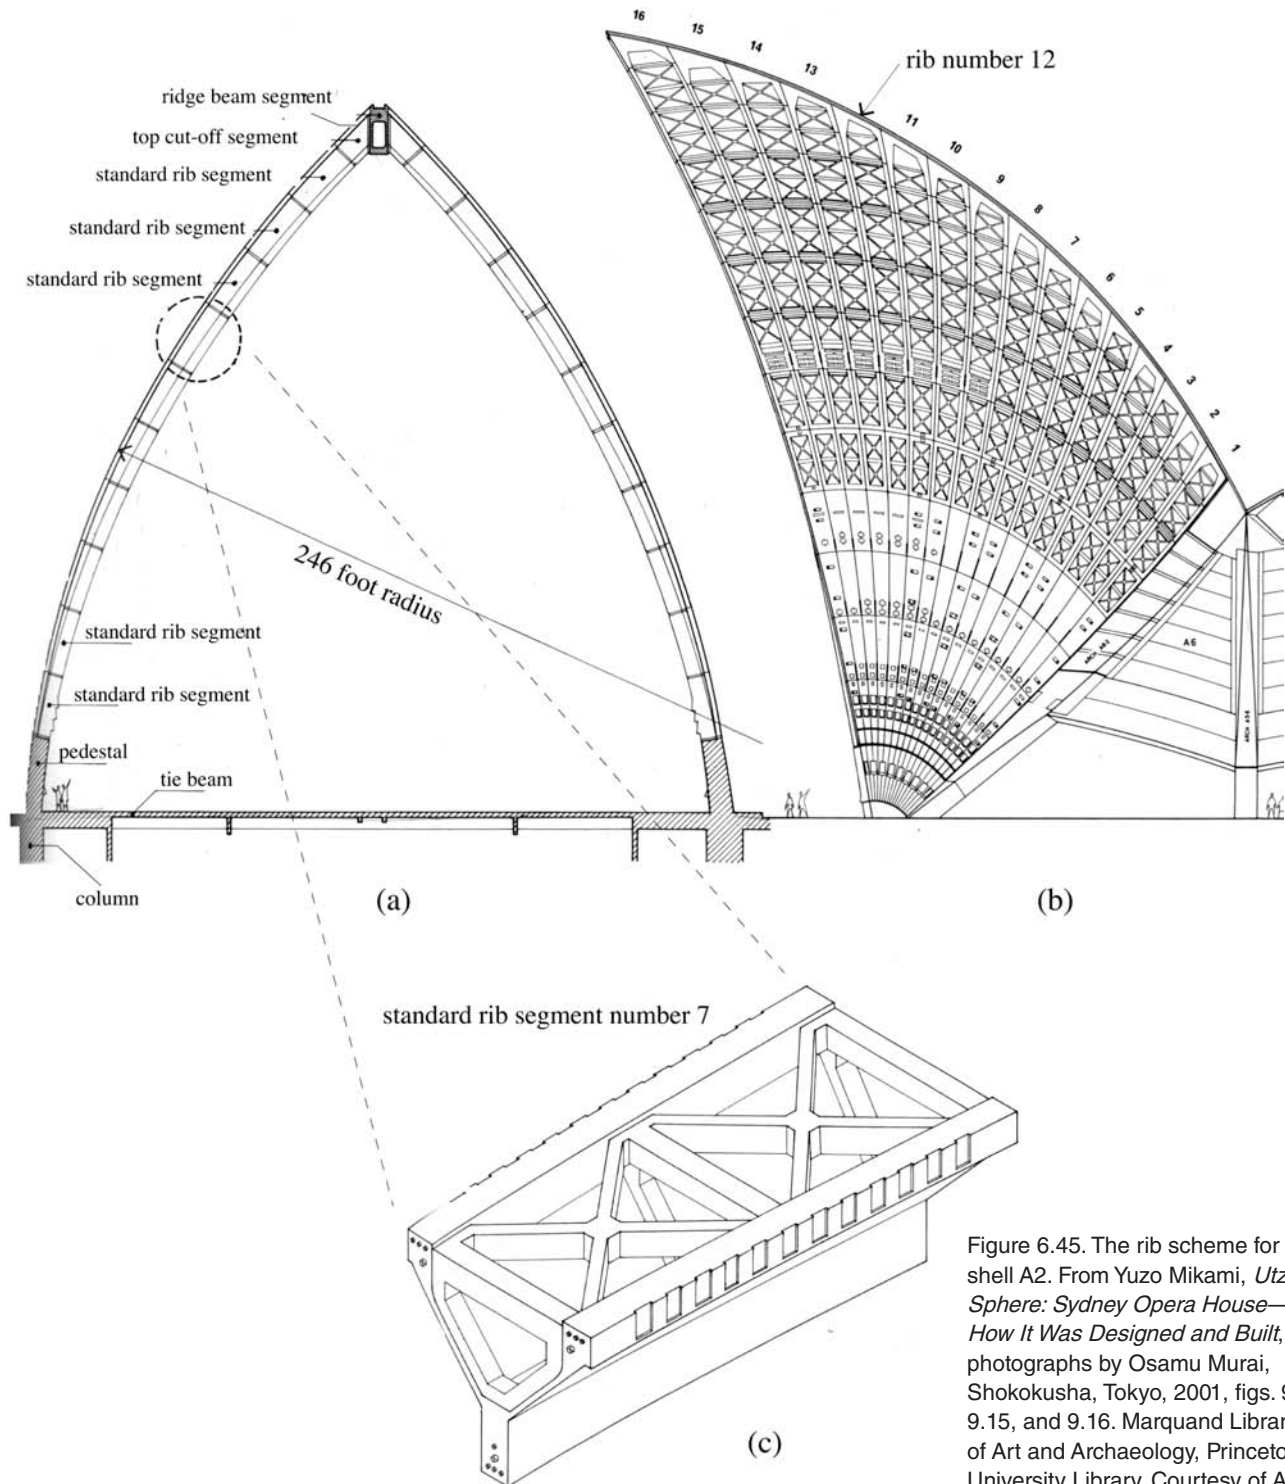 ridge beam segment
top cut-off segment
standard rib segment
standard rib segment
standard rib segment
246 foot radius
standard rib segment
standard rib segment
pedestal
tie beam
column
(a)
16
15
14
13
rib number 12
11
10
9
8
7
6
5
4
3
2
1
A6
(b)
standard rib segment number 7
(c)
Figure 6.45. The rib scheme for
shell A2. From Yuzo Mikami, Utz
Sphere: Sydney Opera House—
How It Was Designed and Built,
photographs by Osamu Murai,
Shokokusha, Tokyo, 2001, figs. 9
9.15, and 9.16. Marquand Librar
of Art and Archaeology, Princeto
University Library. Courtesy of A